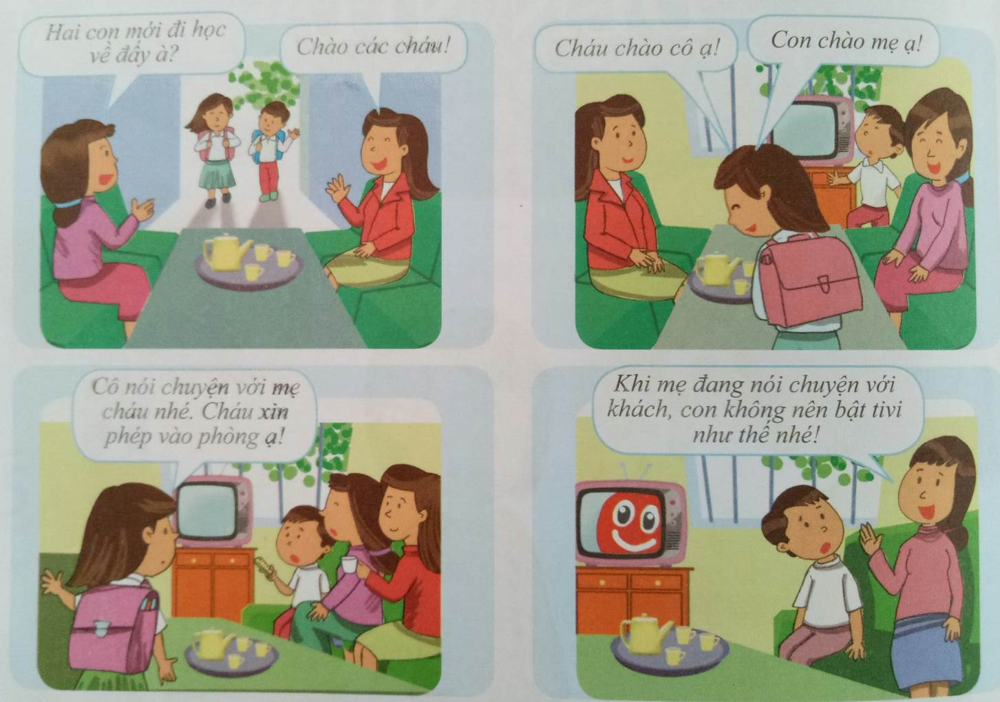 Hai con mới đi học
về đấy à?
Chào các cháu!
Cháu chào cô ạ!
Con chào mẹ ạ!
Cô nói chuyện với mẹ
cháu nhé. Cháu xin
phép vào phòng ạ!
Khi mẹ đang nói chuyện với
khách, con không nên bật tivi
như thế nhé!